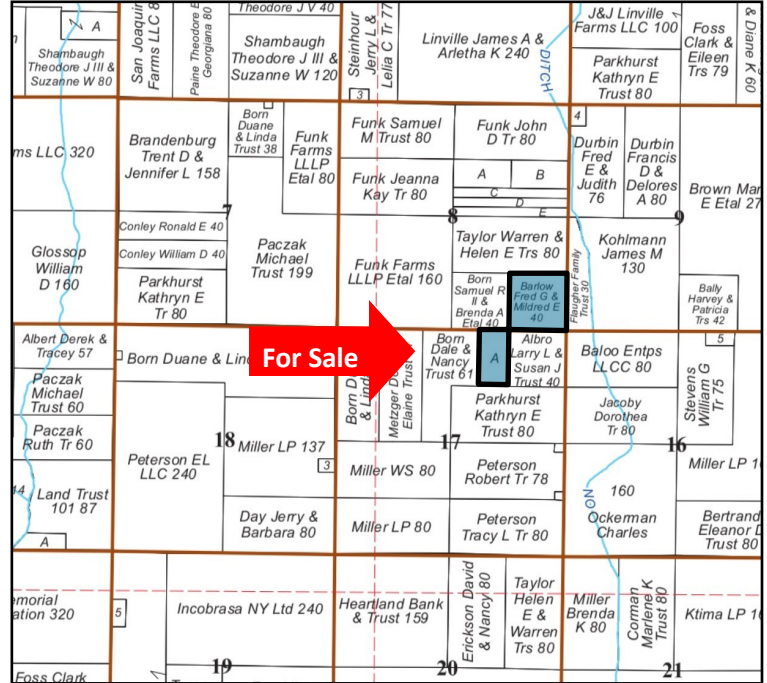 A
Shambaugh
Theodore J III &
Suzanne W 80
San Joaquin
Farms LLC 8
Paine Theodore E
Georgiana 80
Theodore J V 40
Shambaugh
Theodore J III &
Suzanne W 120
Steinhour
Jerry L &
Lelia C Tr 77
3
Linville James A &
Arletha K 240
DITCH
J&J Linville
Farms LLC 100
Parkhurst
Kathryn E
Trust 80
Foss
Clark &
Eileen
Trs 79
& Diane K 60
ms LLC 320
Brandenburg
Trent D &
Jennifer L 158
Born
Duane
& Linda
Trust 38
Funk
Farms
LLLP
Etal 80
Funk Samuel
M Trust 80
Funk Jeanna
Kay Tr 80
Funk John
D Tr 80
A
B
C
D
E
4
Durbin
Fred
E &
Judith
76
Durbin
Francis
D &
Delores
A 80
Brown Mar
E Etal 27
7
8
9
Conley Ronald E 40
Conley William D 40
Glossop
William
D 160
Parkhurst
Kathryn E
Tr 80
Paczak
Michael
Trust 199
Funk Farms
LLLP Etal 160
Taylor Warren &
Helen E Trs 80
Born
Samuel R
II &
Brenda A
Etal 40
Barlow
Fred G &
Mildred E
40
Flaugher Family
Trust 30
Kohlmann
James M
130
Bally
Harvey &
Patricia
Trs 42
Albert Derek &
Tracey 57
Paczak
Michael
Trust 60
Paczak
Ruth Tr 60
14
Land Trust
101 87
A
Born Duane & Lind
For Sale
Born D
& Lind
Metzger D
Elaine Trust
Born
Dale &
Nancy
Trust 61
A
Albro
Larry L &
Susan J
Trust 40
Baloo Entps
LLCC 80
5
Stevens
William G
Tr 75
Parkhurst
Kathryn E
Trust 80
Jacoby
Dorothea
Tr 80
18
17
16
Peterson EL
LLC 240
Miller LP 137
3
Miller WS 80
Peterson
Robert Tr 78
Miller LP 1
160
Ockerman
Charles
NO
Day Jerry &
Barbara 80
Miller LP 80
Peterson
Tracy L Tr 80
Bertrand
Eleanor D
Trust 80
emorial
ation 320
5
Incobrasa NY Ltd 240
Heartland Bank
& Trust 159
Erickson David
& Nancy 80
Taylor
Helen
E &
Warren
Trs 80
Miller
Brenda
K 80
Corman
Marlene K
Trust 80
Ktima LP 1
19
20
21
Foss Clark